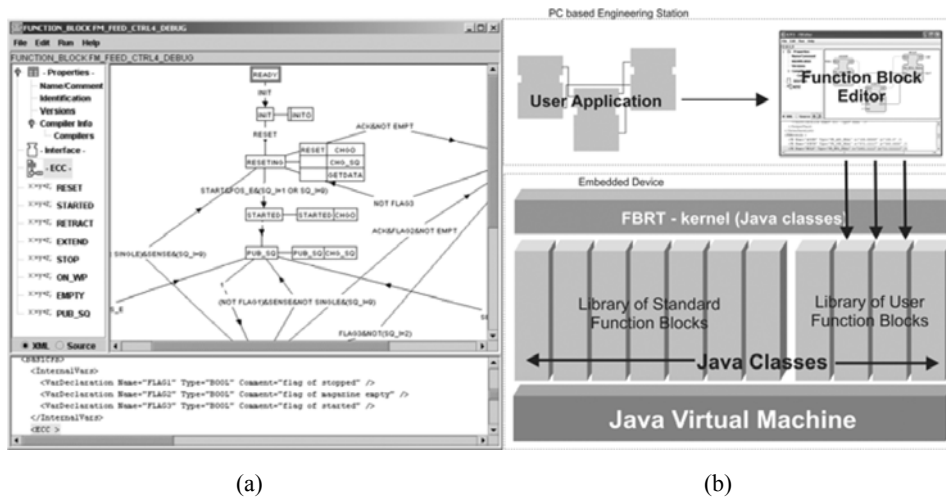 FUNCTION_BLOCK FM_FEED_CTRL4_DEBUG
File Edit Run Help
FUNCTION_BLOCK FM_FEED_CTRL4_DEBUG
- Properties -
Name/Comment
Identification
Versions
Compiler Info
Compilers
- Interface -
- ECC -
RESET
STARTED
RETRACT
EXTEND
STOP
ON_WP
EMPTY
PUB_SQ
XML Source
READY
INIT
INIT INITO
RESET
ACK&NOT EMPT
RESETING RESET CHGO
CHG_SQ
GETDATA
NOT FLAG3
STARTED STARTED CHGO
ACK&FLAG2&NOT EMPT
PUB_SQ PUB_SQ CHG_SQ
1
FLAG3&NOT(SQ_I=2)
<InternalVars>
<VarDeclaration Name="FLAG1" Type="BOOL" Comment="flag of stopped" />
<VarDeclaration Name="FLAG2" Type="BOOL" Comment="flag of magazine empty" />
<VarDeclaration Name="FLAG3" Type="BOOL" Comment="flag of started" />
</InternalVars>
<ECC >
(a)
PC based Engineering Station
User Application
Function Block
Editor
Embedded Device
FBRT - kernel (Java classes)
Library of Standard
Function Blocks
Library of User
Function Blocks
Java Classes
Java Virtual Machine
(b)